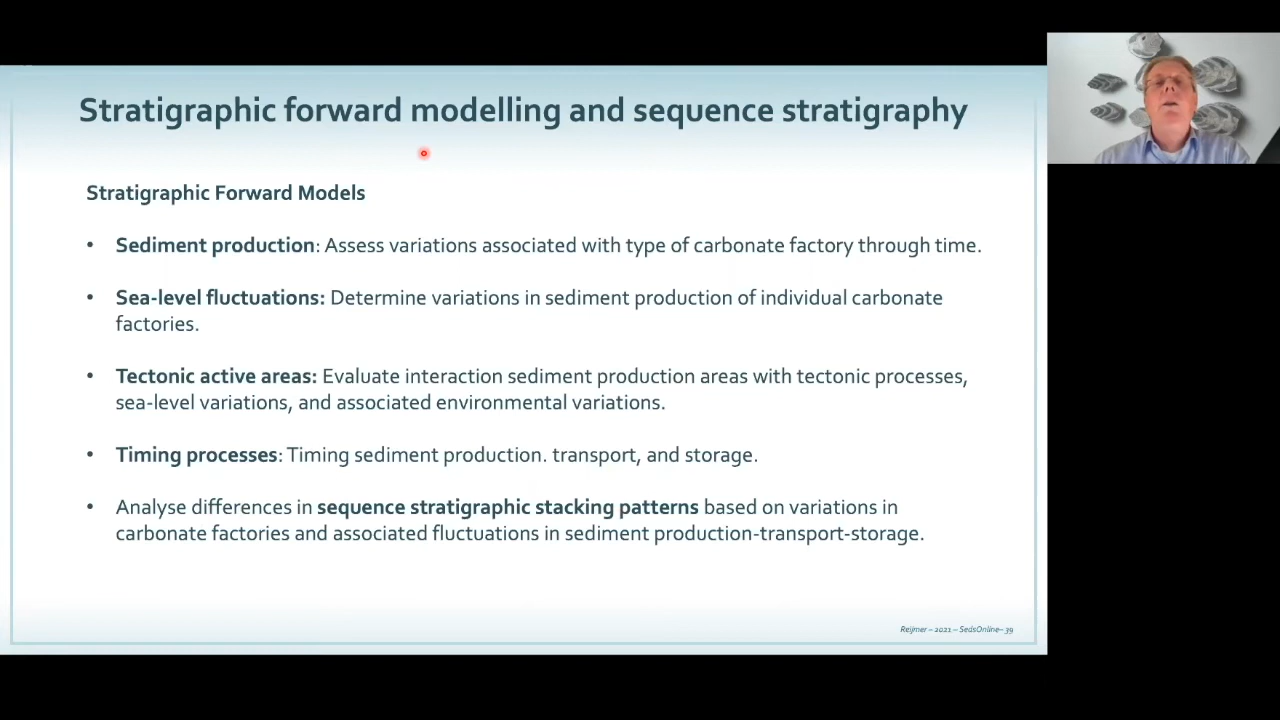 Stratigraphic forward modelling and sequence stratigraphy
Stratigraphic Forward Models
• Sediment production: Assess variations associated with type of carbonate factory through time.
• Sea-level fluctuations: Determine variations in sediment production of individual carbonate
factories.
• Tectonic active areas: Evaluate interaction sediment production areas with tectonic processes,
sea-level variations, and associated environmental variations.
• Timing processes: Timing sediment production. transport, and storage.
• Analyse differences in sequence stratigraphic stacking patterns based on variations in
carbonate factories and associated fluctuations in sediment production-transport-storage.
Reijmer – 2021 – SedsOnline– 39